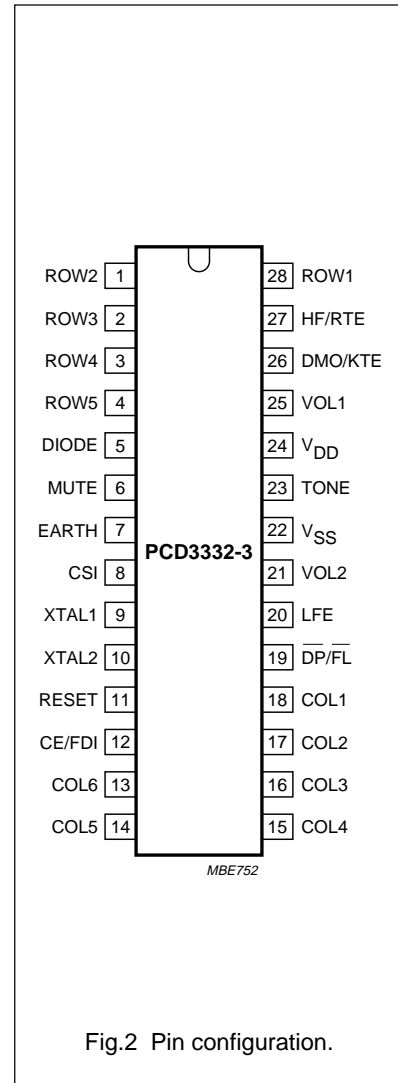 ROW2 1 28 ROW1
ROW3 2 27 HF/RTE
ROW4 3 26 DMO/KTE
ROW5 4 25 VOL1
DIODE 5 24 VDD
MUTE 6 23 TONE
EARTH 7 22 VSS
PCD3332-3
CSI 8 21 VOL2
XTAL1 9 20 LFE
XTAL2 10 19 D̅P̅/F̅L̅
RESET 11 18 COL1
CE/FDI 12 17 COL2
COL6 13 16 COL3
COL5 14 15 COL4
MBE752
Fig.2 Pin configuration.